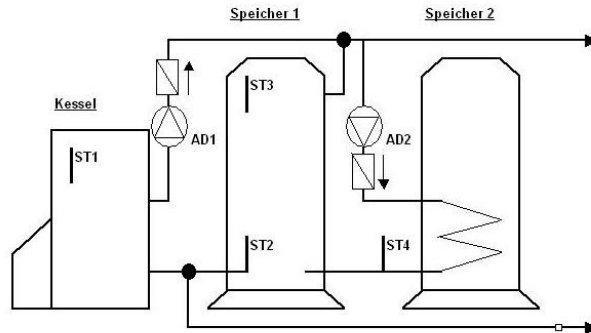 Speicher 1
Speicher 2
ST3
Kessel
AD1
AD2
ST1
ST2
ST4